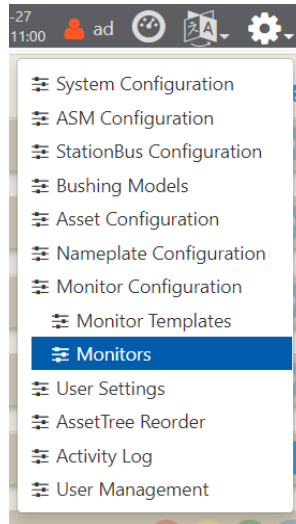 -27
11:00 ad
System Configuration
ASM Configuration
StationBus Configuration
Bushing Models
Asset Configuration
Nameplate Configuration
Monitor Configuration
Monitor Templates
Monitors
User Settings
AssetTree Reorder
Activity Log
User Management